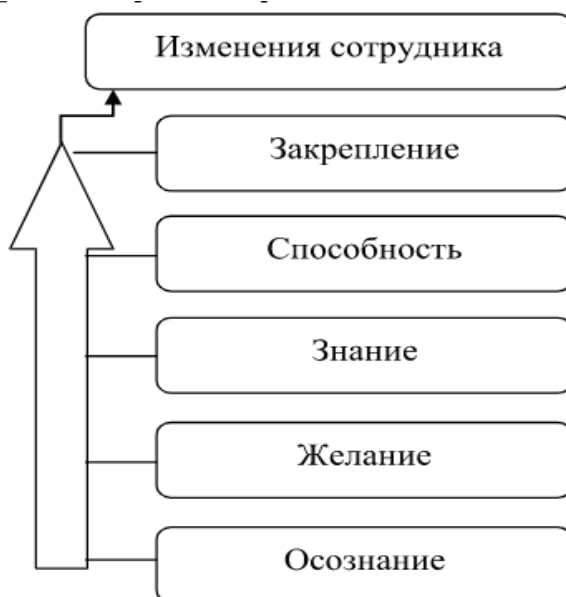 Изменения сотрудника
Закрепление
Способность
Знание
Желание
Осознание